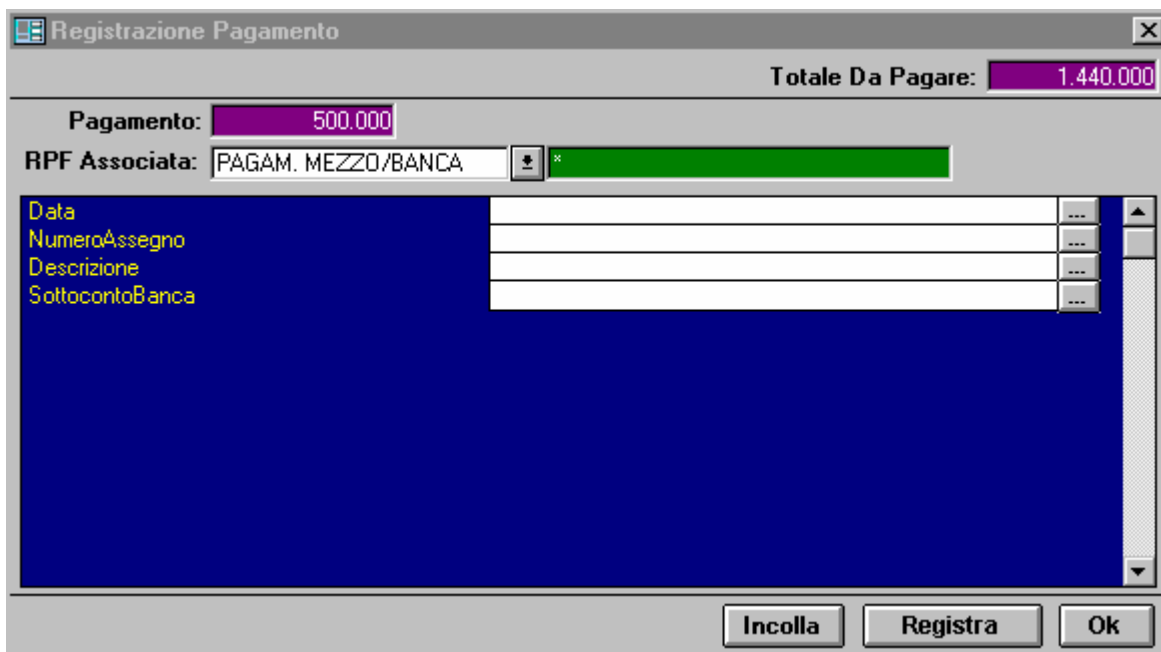 Registrazione Pagamento
Totale Da Pagare: 1.440.000
Pagamento: 500.000
RPF Associata: PAGAM. MEZZO/BANCA *
Data ...
NumeroAssegno ...
Descrizione ...
SottocontoBanca ...
Incolla Registra Ok